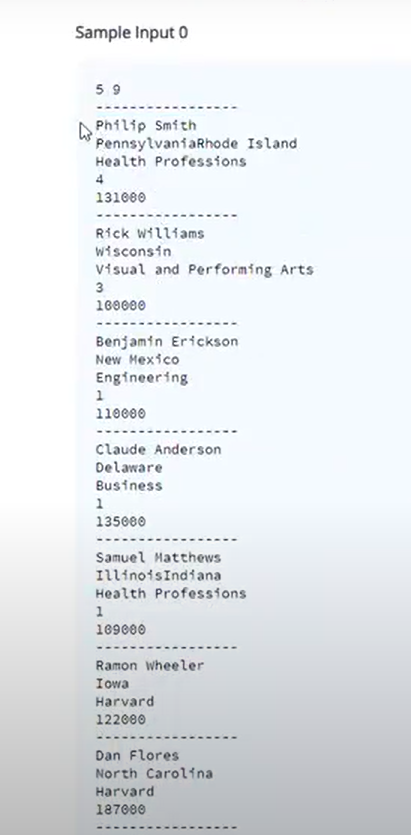 Sample Input 0
5 9
-----------------
Philip Smith
PennsylvaniaRhode Island
Health Professions
4
131000
-----------------
Rick Williams
Wisconsin
Visual and Performing Arts
3
100000
-----------------
Benjamin Erickson
New Mexico
Engineering
1
110000
-----------------
Claude Anderson
Delaware
Business
1
135000
-----------------
Samuel Matthews
IllinoisIndiana
Health Professions
1
109000
-----------------
Ramon Wheeler
Iowa
Harvard
122000
-----------------
Dan Flores
North Carolina
Harvard
187000
-----------------